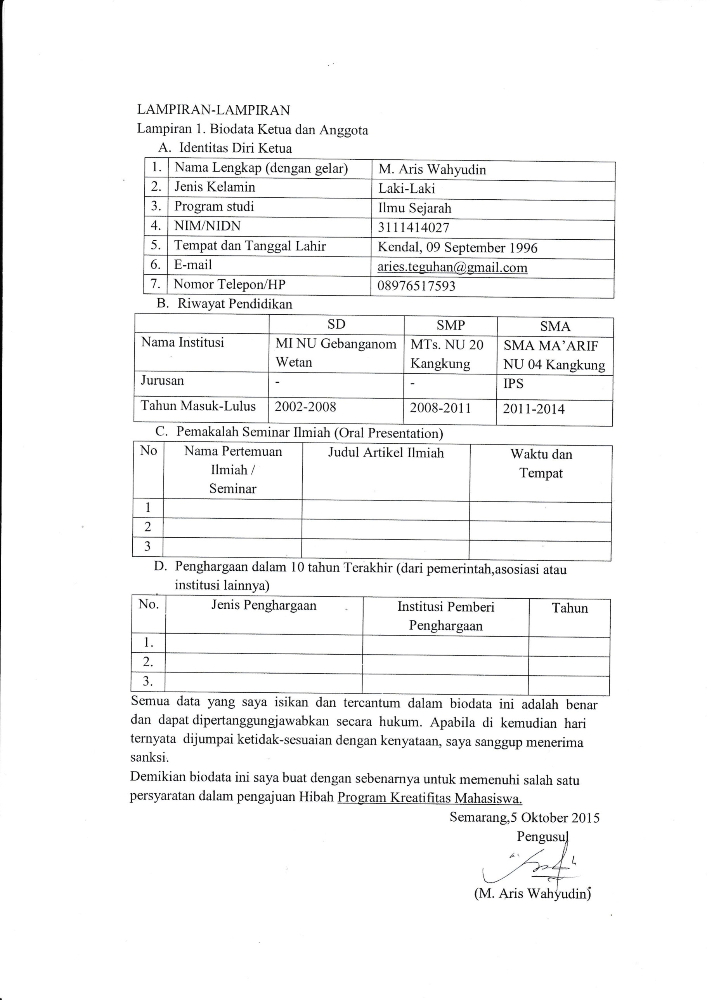 LAMPIRAN-LAMPIRAN
Lampiran 1. Biodata Ketua dan Anggota
A. Identitas Diri Ketua
1. Nama Lengkap (dengan gelar) M. Aris Wahyudin
2. Jenis Kelamin Laki-Laki
3. Program studi Ilmu Sejarah
4. NIM/NIDN 3111414027
5. Tempat dan Tanggal Lahir Kendal, 09 September 1996
6. E-mail aries.teguhan@gmail.com
7. Nomor Telepon/HP 08976517593
B. Riwayat Pendidikan
SD SMP SMA
Nama Institusi MI NU Gebanganom MTs. NU 20 SMA MA’ARIF
Wetan Kangkung NU 04 Kangkung
Jurusan - - IPS
Tahun Masuk-Lulus 2002-2008 2008-2011 2011-2014
C. Pemakalah Seminar Ilmiah (Oral Presentation)
No Nama Pertemuan Judul Artikel Ilmiah Waktu dan
Ilmiah / Tempat
Seminar
1
2
3
D. Penghargaan dalam 10 tahun Terakhir (dari pemerintah,asosiasi atau
institusi lainnya)
No. Jenis Penghargaan Institusi Pemberi Tahun
Penghargaan
1.
2.
3.
Semua data yang saya isikan dan tercantum dalam biodata ini adalah benar
dan dapat dipertanggungjawabkan secara hukum. Apabila di kemudian hari
ternyata dijumpai ketidak-sesuaian dengan kenyataan, saya sanggup menerima
sanksi.
Demikian biodata ini saya buat dengan sebenarnya untuk memenuhi salah satu
persyaratan dalam pengajuan Hibah Program Kreatifitas Mahasiswa.
Semarang,5 Oktober 2015
Pengusul
(M. Aris Wahyudin)